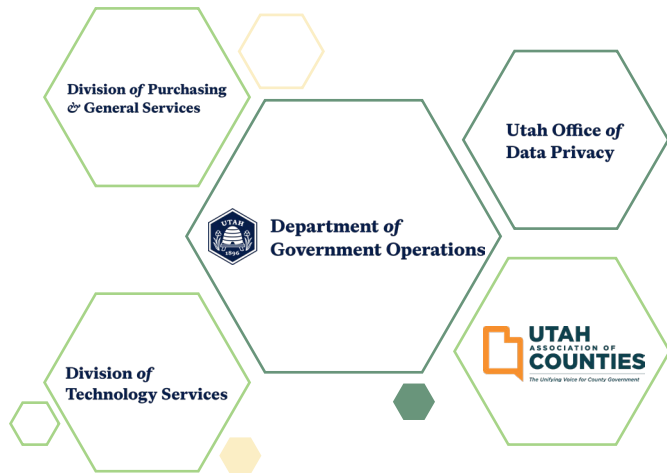 Division of Purchasing
& General Services
Utah Office of
Data Privacy
UTAH
1896
Department of
Government Operations
UTAH
ASSOCIATION OF
COUNTIES
The Unifying Voice for County Government
Division of
Technology Services